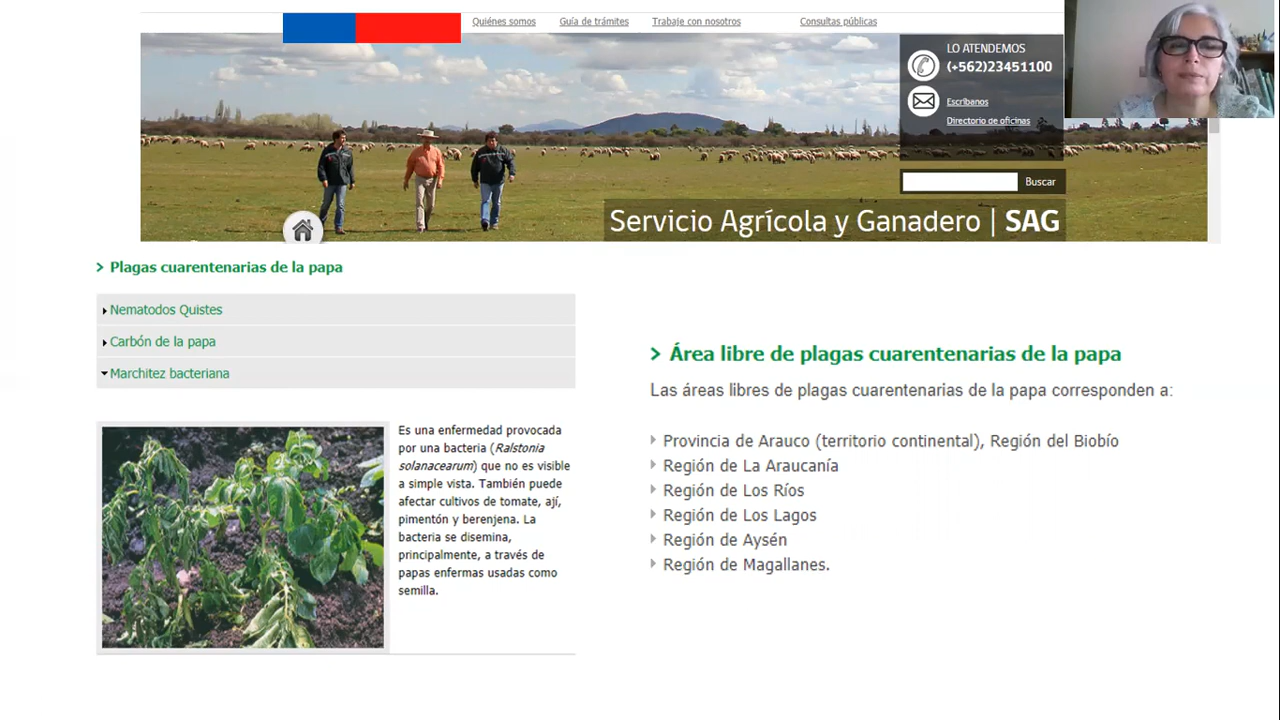 Quiénes somos Guía de trámites Trabaje con nosotros Consultas públicas
LO ATENDEMOS
(+562)23451100
Escríbanos
Directorio de oficinas
Buscar
Servicio Agrícola y Ganadero | SAG
> Plagas cuarentenarias de la papa
Nematodos Quistes
Carbón de la papa
Marchitez bacteriana
Es una enfermedad provocada
por una bacteria (Ralstonia
solanacearum) que no es visible
a simple vista. También puede
afectar cultivos de tomate, ají,
pimentón y berenjena. La
bacteria se disemina,
principalmente, a través de
papas enfermas usadas como
semilla.
> Área libre de plagas cuarentenarias de la papa
Las áreas libres de plagas cuarentenarias de la papa corresponden a:
Provincia de Arauco (territorio continental), Región del Biobío
Región de La Araucanía
Región de Los Ríos
Región de Los Lagos
Región de Aysén
Región de Magallanes.